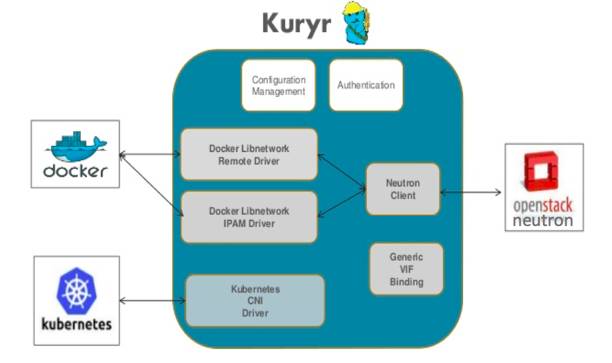 Kuryr
Configuration
Management
Authentication
Docker Libnetwork
Remote Driver
docker
Neutron
Client
openstack
neutron
Docker Libnetwork
IPAM Driver
Generic
VIF
Binding
Kubernetes
CNI
Driver
kubernetes